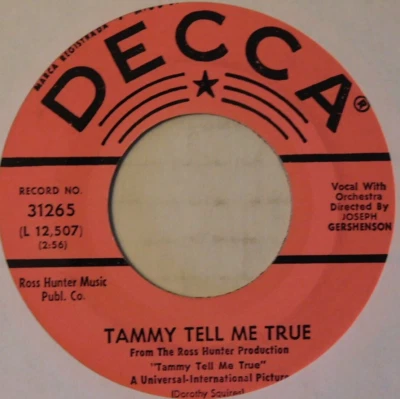 MARCA REGISTRADA
DECCA®
RECORD NO.
31265
(L 12,507)
(2:56)
Vocal With
Orchestra
Directed By
JOSEPH
GERSHENSON
Ross Hunter Music
Publ. Co.
TAMMY TELL ME TRUE
From The Ross Hunter Production
"Tammy Tell Me True"
A Universal-International Picture
(Dorothy Squires)